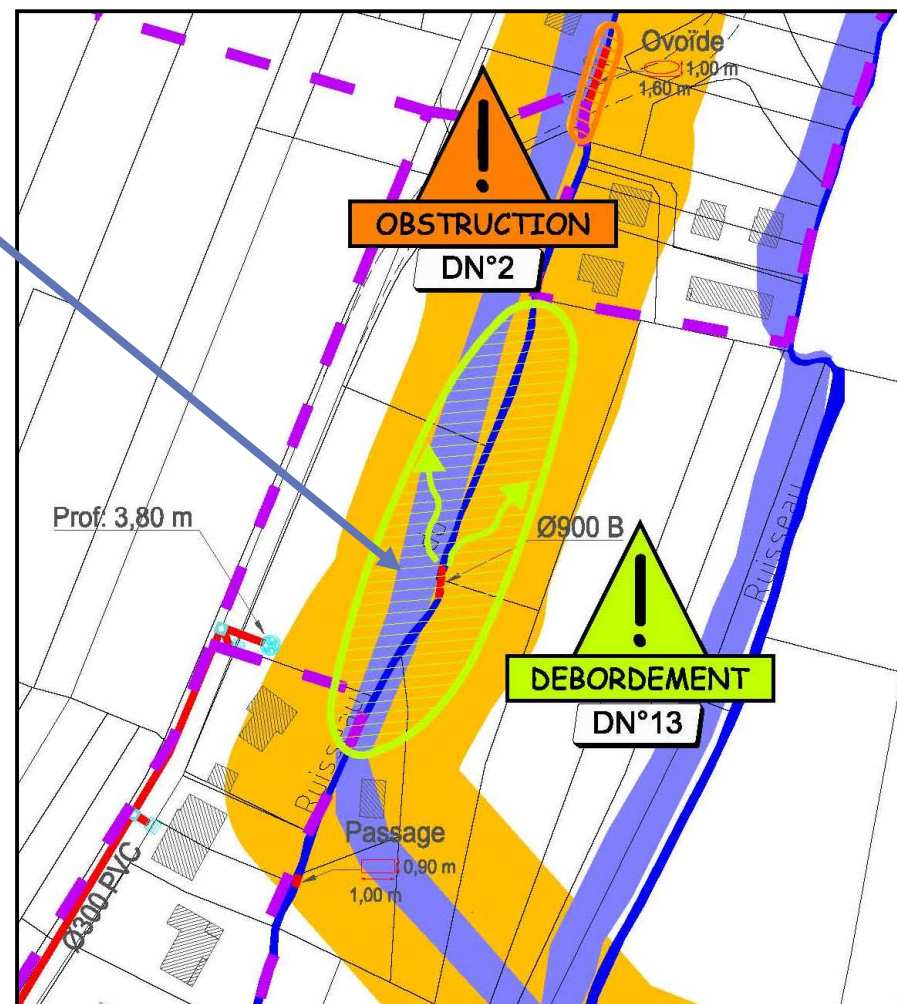 Ovoïde
1,00 m
1,60 m
OBSTRUCTION
DN°2
Prof: 3,80 m
Ø900 B
Ruisseau
DEBORDEMENT
DN°13
Ruisseau
Passage
0,90 m
1,00 m
Ø300 PVC